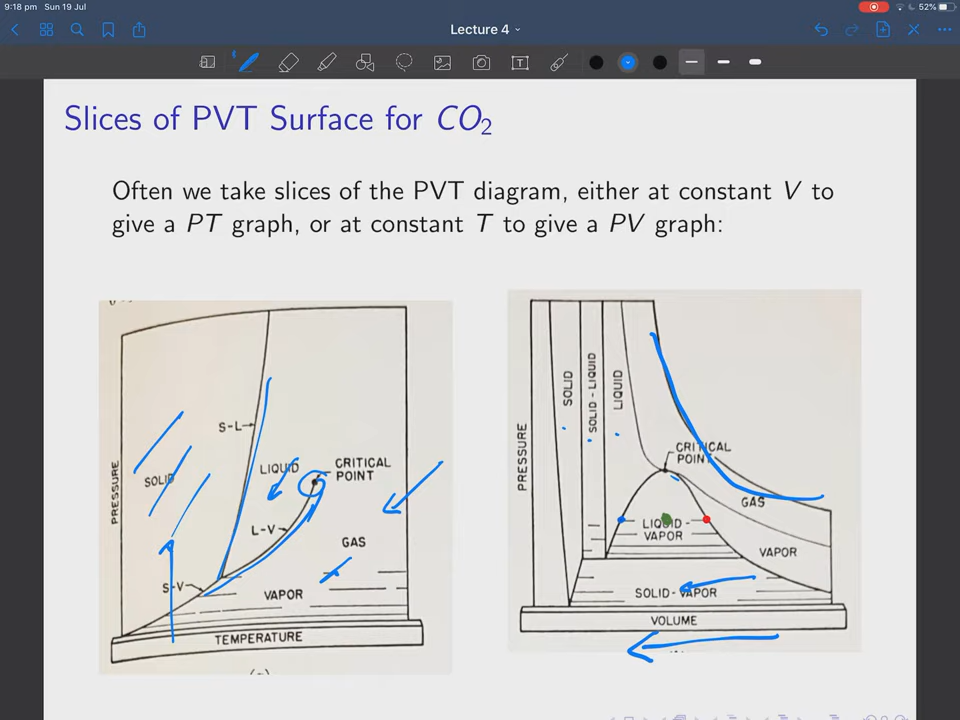 9:18 pm Sun 19 Jul
52%
Lecture 4
T
Slices of PVT Surface for CO2
Often we take slices of the PVT diagram, either at constant V to
give a PT graph, or at constant T to give a PV graph:
PRESSURE
S-L
SOLID
LIQUID
CRITICAL
POINT
L-V
GAS
S-V
VAPOR
TEMPERATURE
PRESSURE
SOLID
SOLID-LIQUID
LIQUID
CRITICAL
POINT
GAS
LIQUID-
VAPOR
VAPOR
SOLID-VAPOR
VOLUME